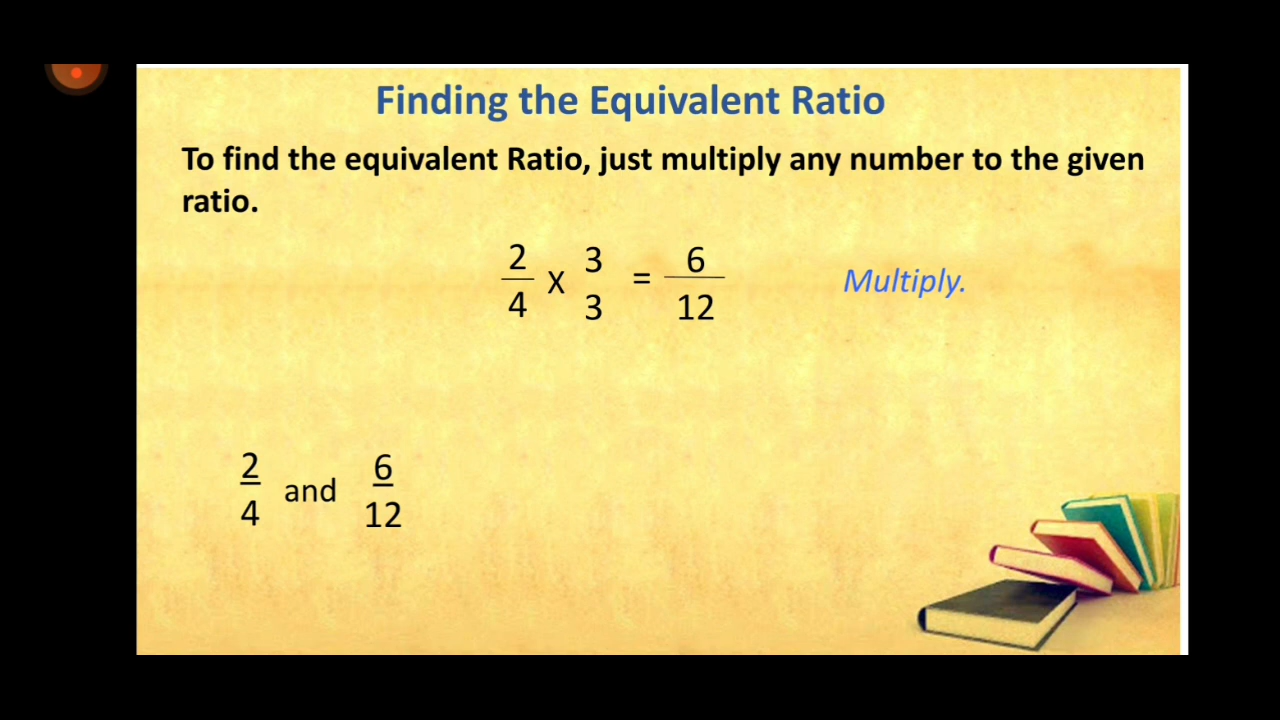 Finding the Equivalent Ratio
To find the equivalent Ratio, just multiply any number to the given
ratio.
2 3 6
X = Multiply.
4 3 12
2 6
and
4 12